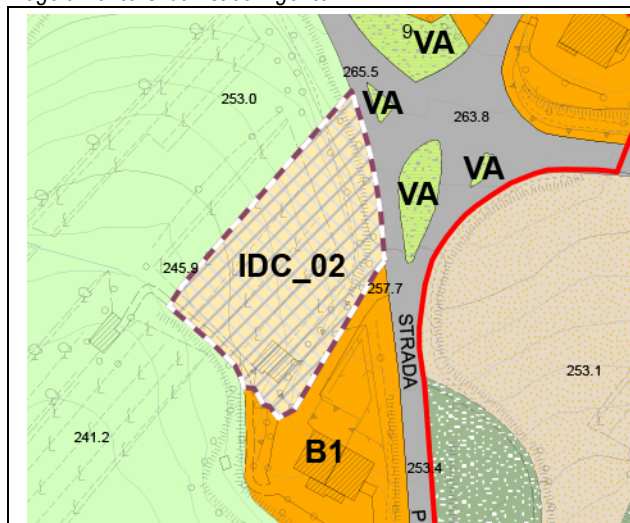 9 VA
265.5
253.0
VA
263.8
VA
VA
245.9
IDC_02
257.7
STRADA
253.1
241.2
B1
253.4
P